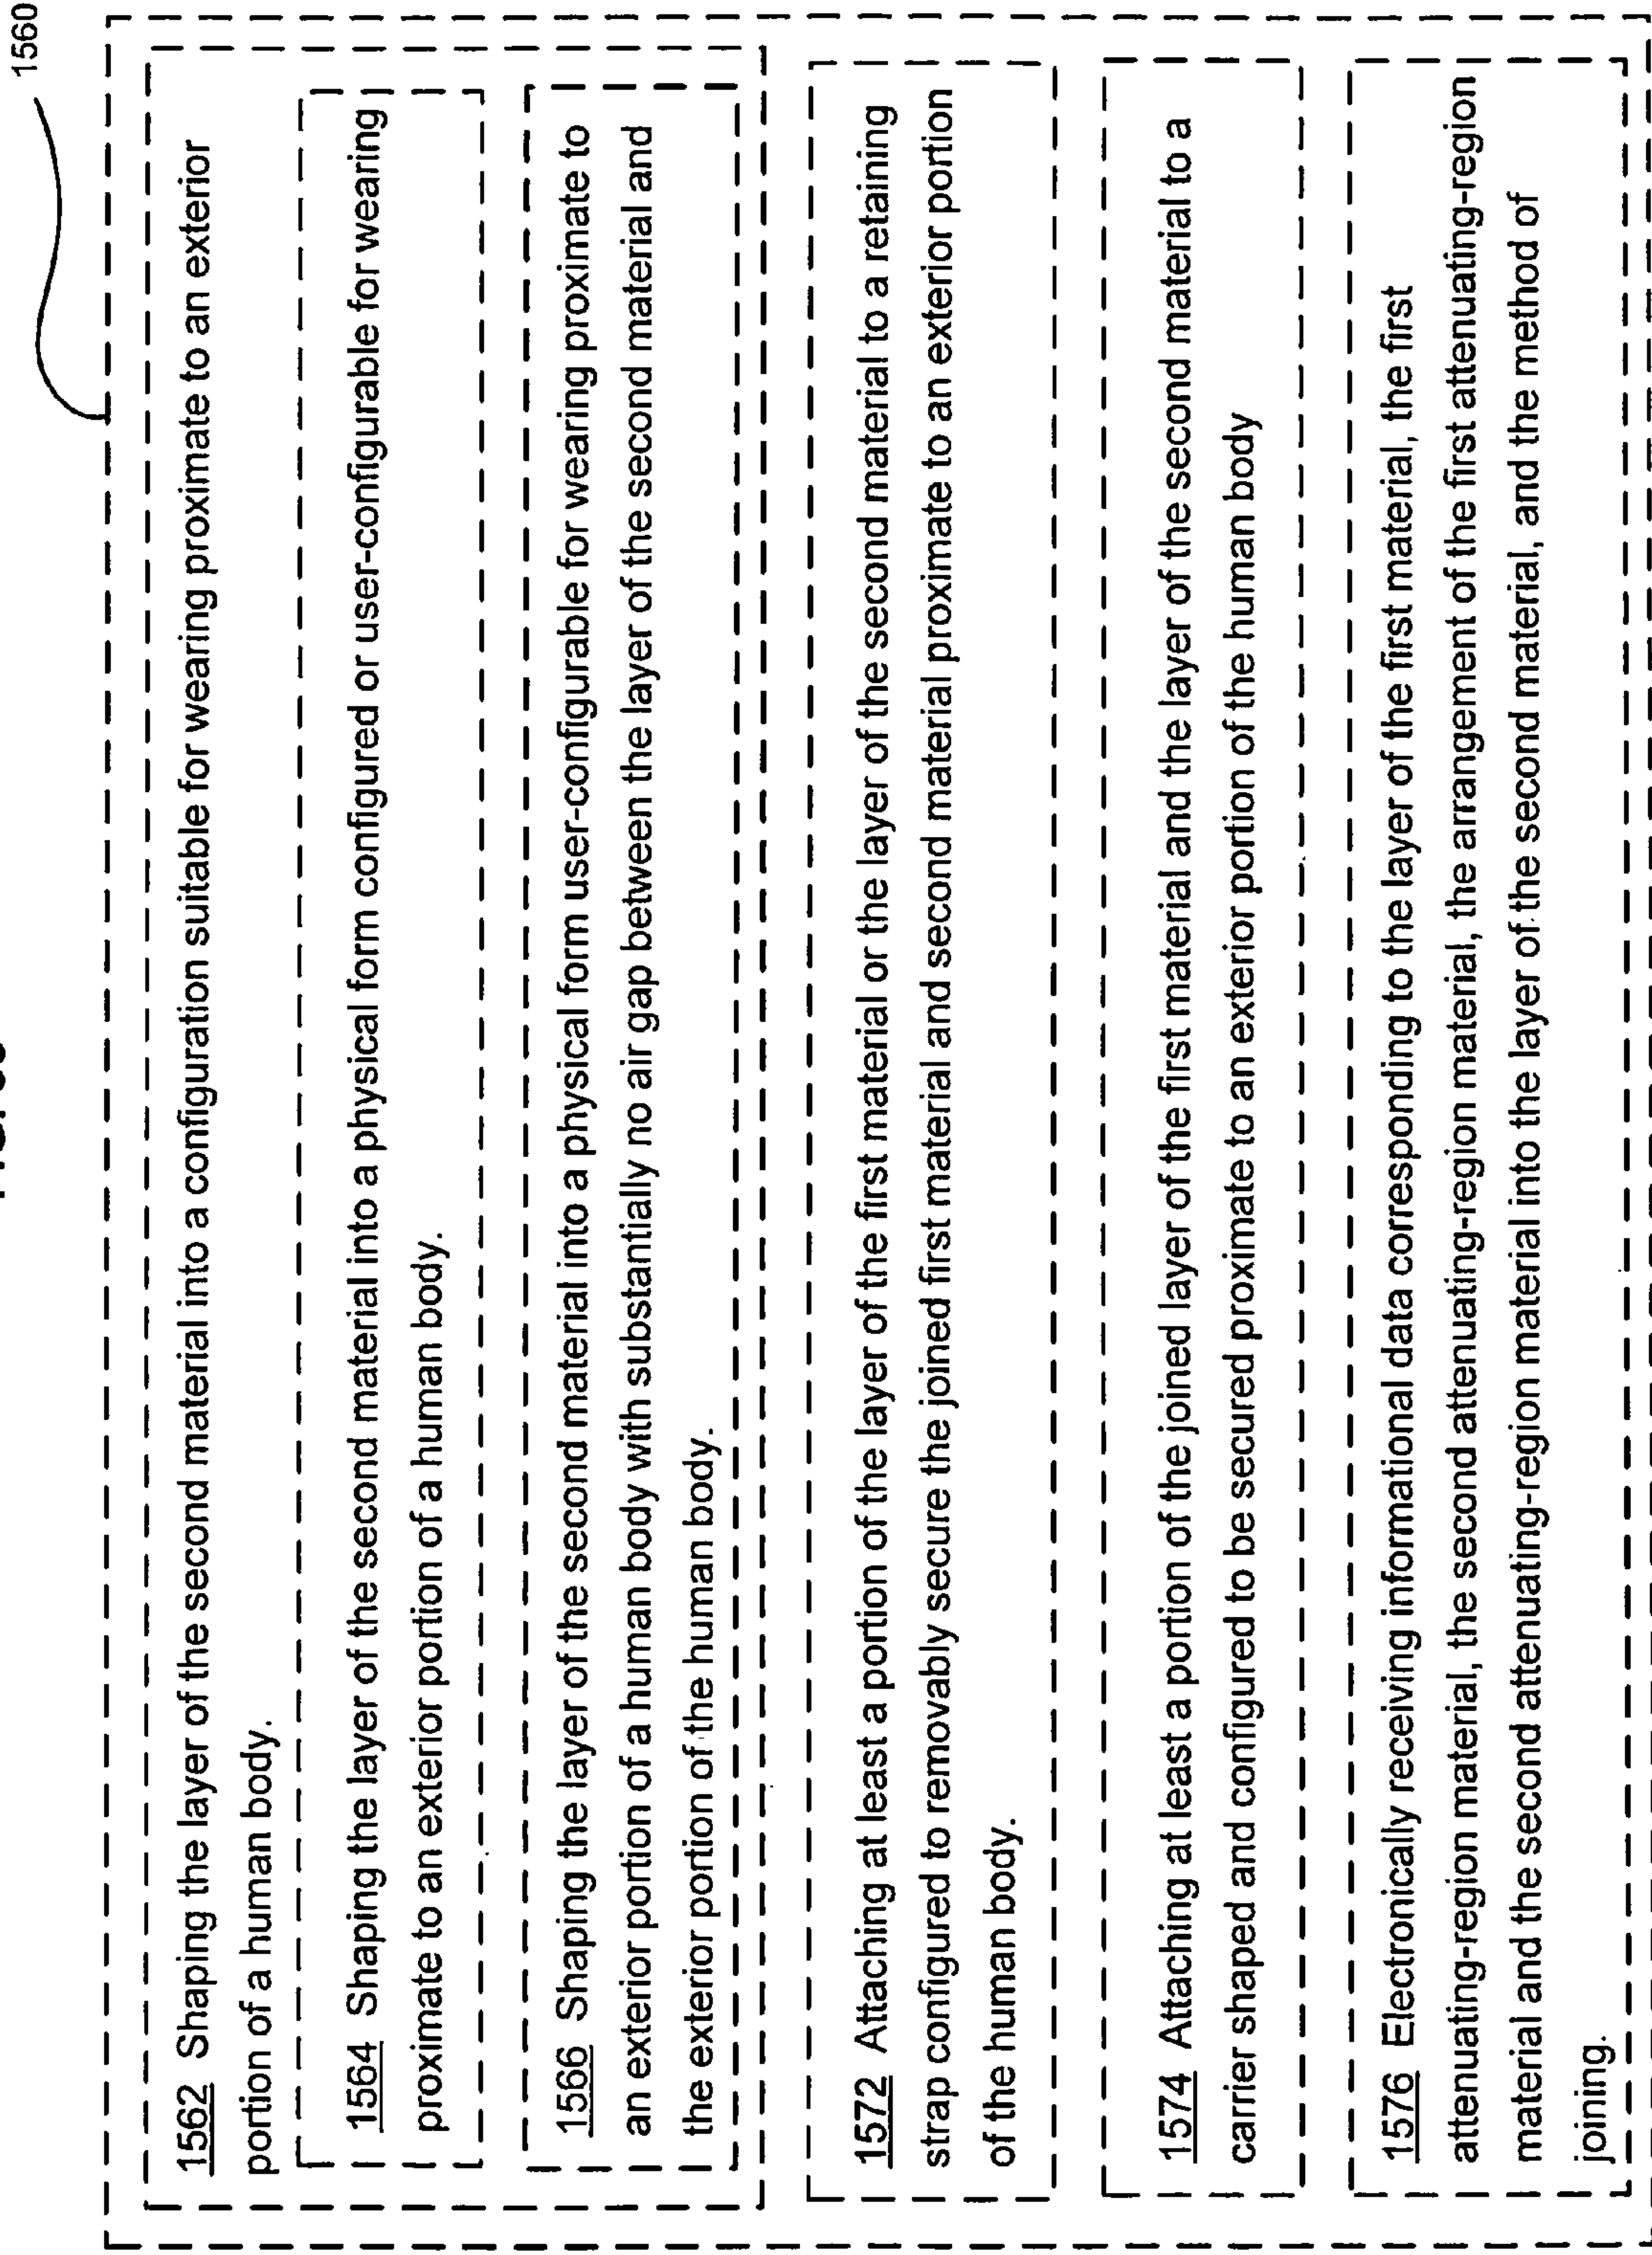 1560
1562 Shaping the layer of the second material into a configuration suitable for wearing proximate to an exterior
portion of a human body.
1564 Shaping the layer of the second material into a physical form configured or user-configurable for wearing
proximate to an exterior portion of a human body.
1566 Shaping the layer of the second material into a physical form user-configurable for wearing proximate to
an exterior portion of a human body with substantially no air gap between the layer of the second material and
the exterior portion of the human body.
1572 Attaching at least a portion of the layer of the first material or the layer of the second material to a retaining
strap configured to removably secure the joined first material and second material proximate to an exterior portion
of the human body.
1574 Attaching at least a portion of the joined layer of the first material and the layer of the second material to a
carrier shaped and configured to be secured proximate to an exterior portion of the human body
1576 Electronically receiving informational data corresponding to the layer of the first material, the first
attenuating-region material, the second attenuating-region material, the arrangement of the first attenuating-region
material and the second attenuating-region material into the layer of the second material, and the method of
joining.